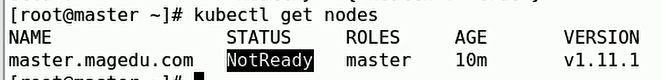 [root@master ~]# kubectl get nodes
NAME STATUS ROLES AGE VERSION
master.magedu.com NotReady master 10m v1.11.1
[root@master ~]#